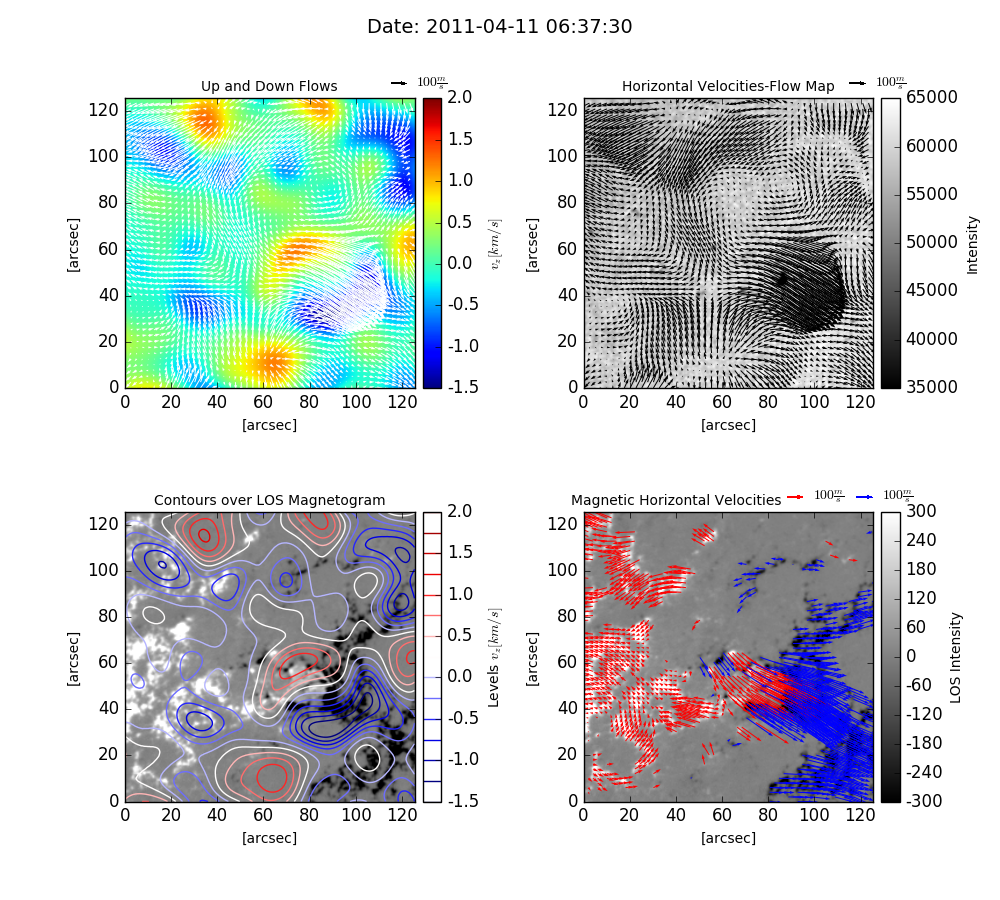 Date: 2011-04-11 06:37:30
Up and Down Flows
100 m/s
120
100
80
60
40
20
0
0 20 40 60 80 100 120
[arcsec]
[arcsec]
2.0
1.5
1.0
0.5
0.0
-0.5
-1.0
-1.5
v_z[km/s]
Horizontal Velocities-Flow Map
100 m/s
120
100
80
60
40
20
0
0 20 40 60 80 100 120
[arcsec]
[arcsec]
65000
60000
55000
50000
45000
40000
35000
Intensity
Contours over LOS Magnetogram
120
100
80
60
40
20
0
0 20 40 60 80 100 120
[arcsec]
[arcsec]
2.0
1.5
1.0
0.5
0.0
-0.5
-1.0
-1.5
Levels v_z[km/s]
Magnetic Horizontal Velocities
100 m/s 100 m/s
120
100
80
60
40
20
0
0 20 40 60 80 100 120
[arcsec]
[arcsec]
300
240
180
120
60
0
-60
-120
-180
-240
-300
LOS Intensity